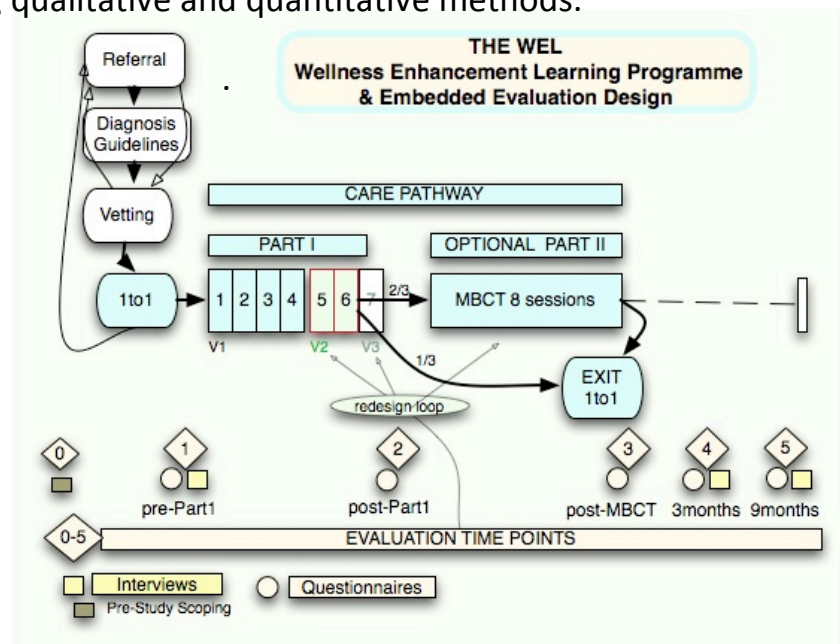 qualitative and quantitative methods.
THE WEL
Wellness Enhancement Learning Programme
& Embedded Evaluation Design
Referral
Diagnosis
Guidelines
Vetting
CARE PATHWAY
PART I
OPTIONAL PART II
1to1
1 2 3 4 5 6 7
2/3
MBCT 8 sessions
V1 V2 V3
1/3
EXIT
1to1
redesign loop
0 1 2 3 4 5
pre-Part1 post-Part1 post-MBCT 3months 9months
0-5 EVALUATION TIME POINTS
Interviews Questionnaires
Pre-Study Scoping